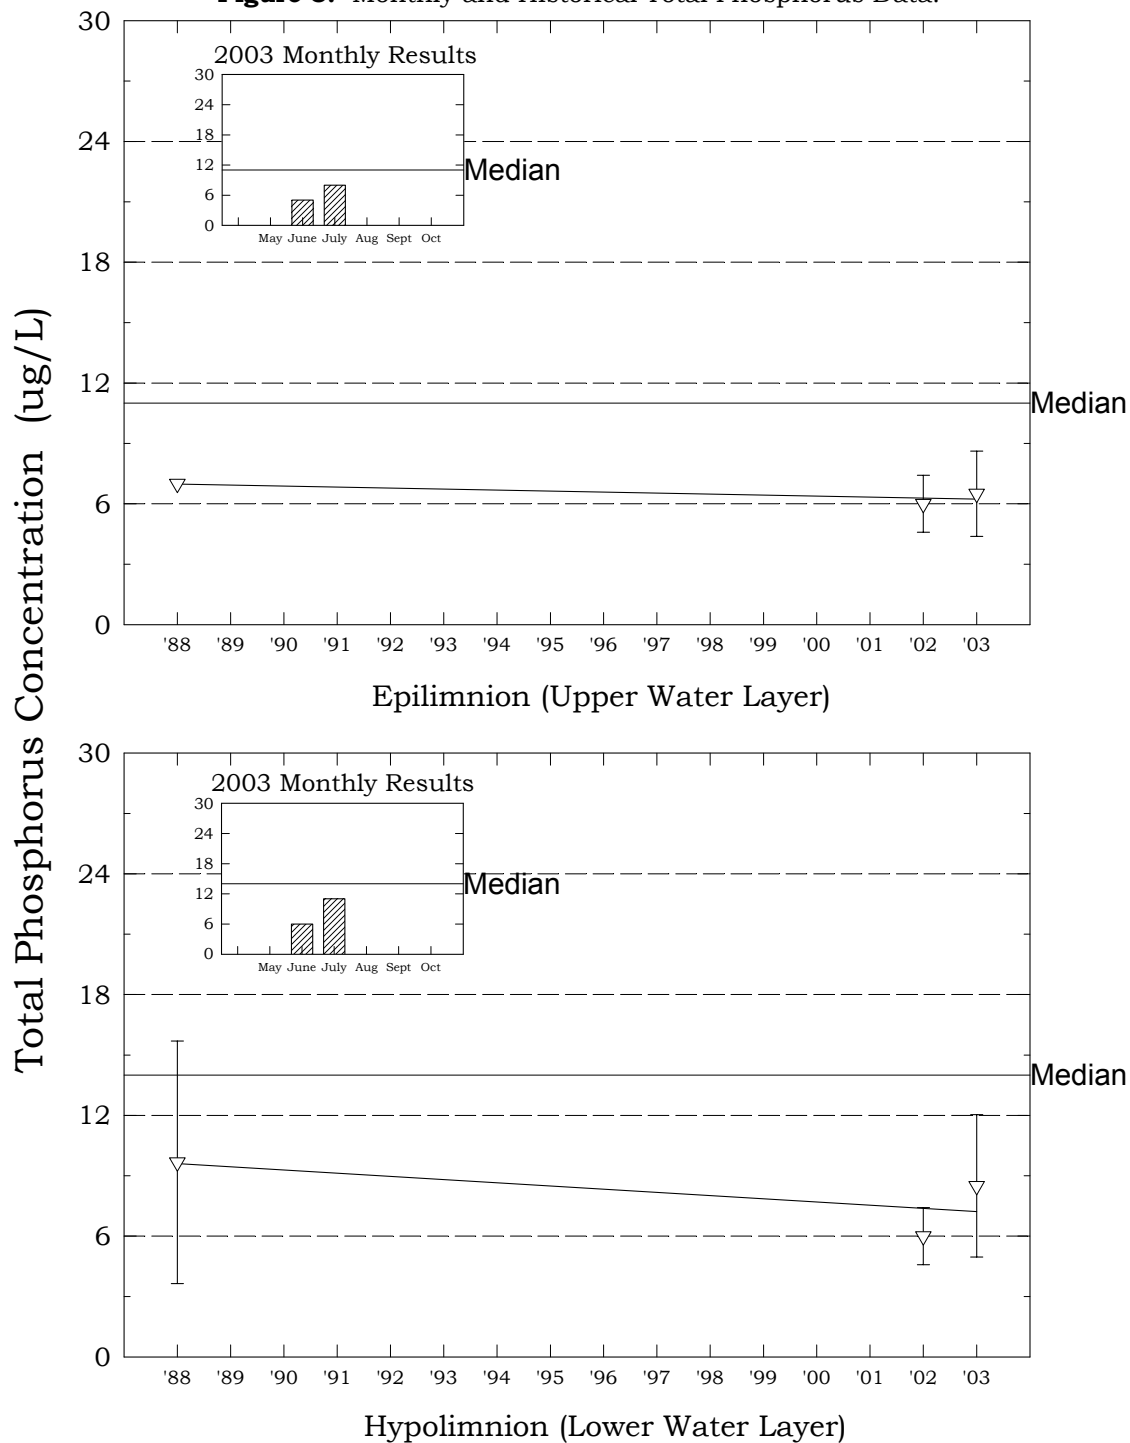 Monthly and Historical Total Phosphorus Data.
Total Phosphorus Concentration (ug/L)
30
24
18
12
6
0
2003 Monthly Results
30
24
18
12
6
0
Median
May June July Aug Sept Oct
Median
'88 '89 '90 '91 '92 '93 '94 '95 '96 '97 '98 '99 '00 '01 '02 '03
Epilimnion (Upper Water Layer)
30
24
18
12
6
0
2003 Monthly Results
30
24
18
12
6
0
Median
May June July Aug Sept Oct
Median
'88 '89 '90 '91 '92 '93 '94 '95 '96 '97 '98 '99 '00 '01 '02 '03
Hypolimnion (Lower Water Layer)